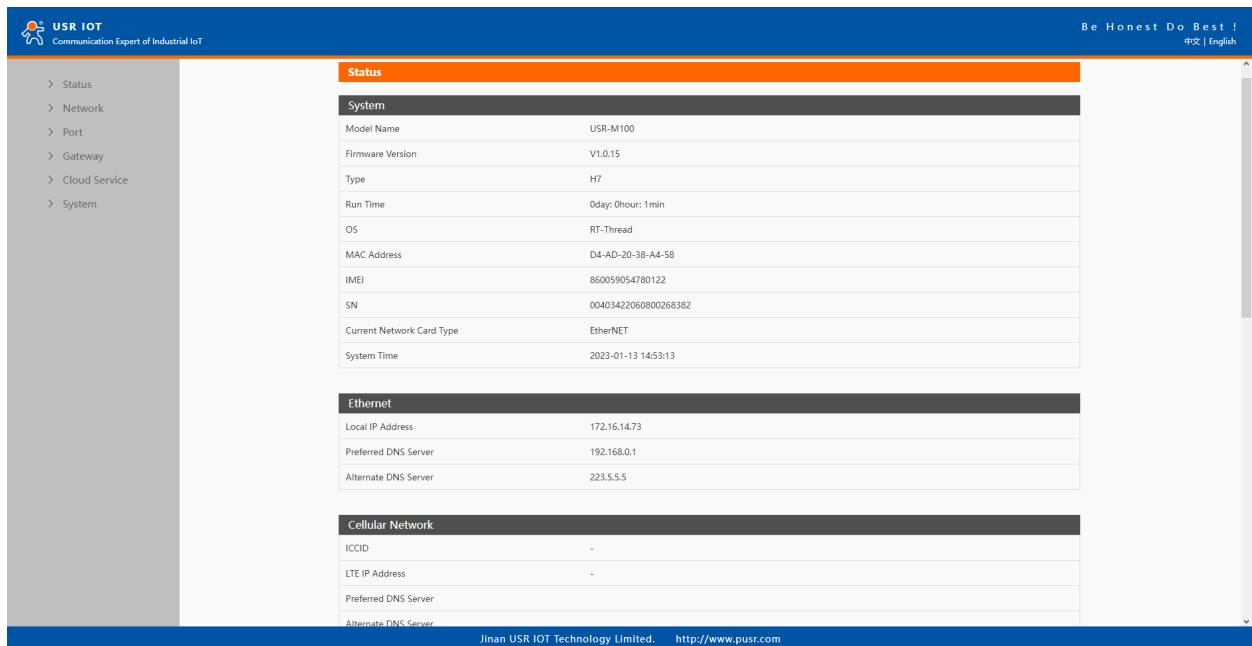 USR IOT
Communication Expert of Industrial IoT
Be Honest Do Best !
中文 | English
Status
Network
Port
Gateway
Cloud Service
System
Status
System
Model Name USR-M100
Firmware Version V1.0.15
Type H7
Run Time 0day: 0hour: 1min
OS RT-Thread
MAC Address D4-AD-20-38-A4-58
IMEI 860059054780122
SN 00403422060800268382
Current Network Card Type EtherNET
System Time 2023-01-13 14:53:13
Ethernet
Local IP Address 172.16.14.73
Preferred DNS Server 192.168.0.1
Alternate DNS Server 223.5.5.5
Cellular Network
ICCID -
LTE IP Address -
Preferred DNS Server
Alternate DNS Server
Jinan USR IOT Technology Limited. http://www.pusr.com